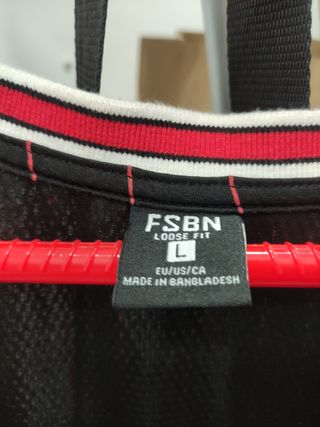 FSBN
LOOSE FIT
L
EU/US/CA
MADE IN BANGLADESH